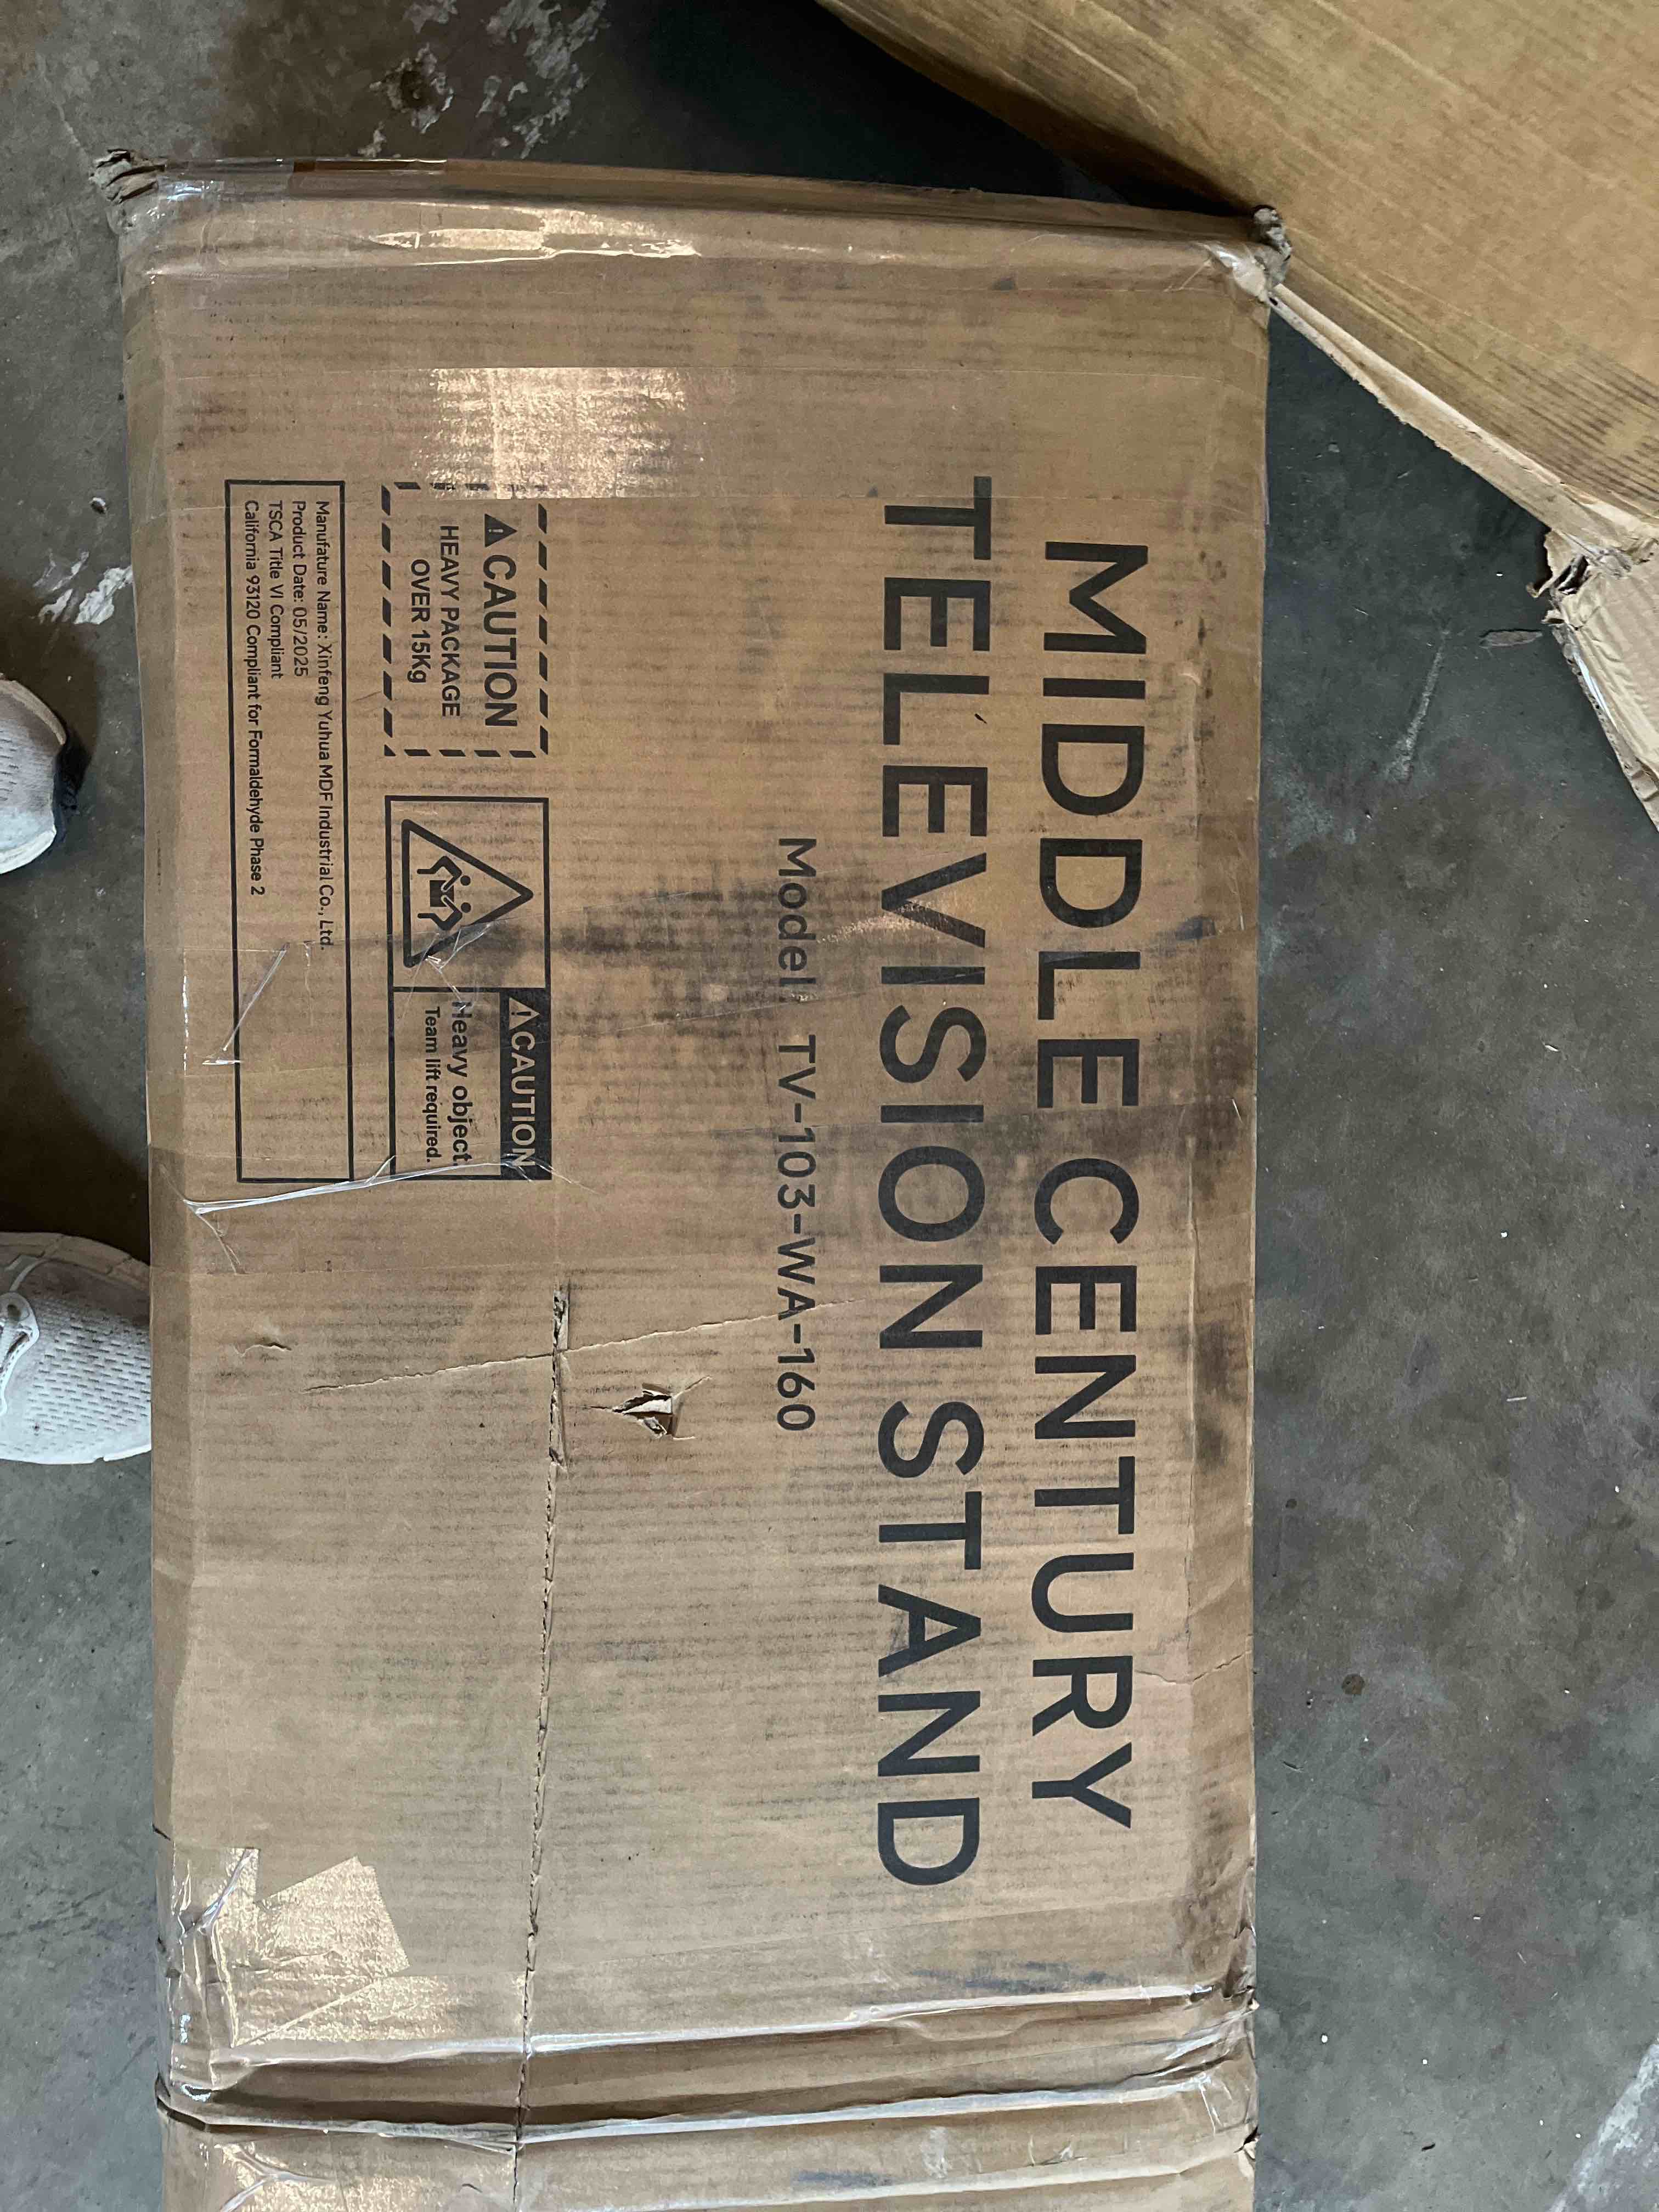 MIDDLE CENTURY
TELEVISION STAND
Model: TV-103-WA-160
CAUTION
HEAVY PACKAGE
OVER 15Kg
CAUTION
Heavy object.
Team lift required.
Manufature Name: Xinfeng Yuhua MDF Industrial Co., Ltd.
Product Date: 05/2025
TSCA Title VI Compliant
California 93120 Compliant for Formaldehyde Phase 2